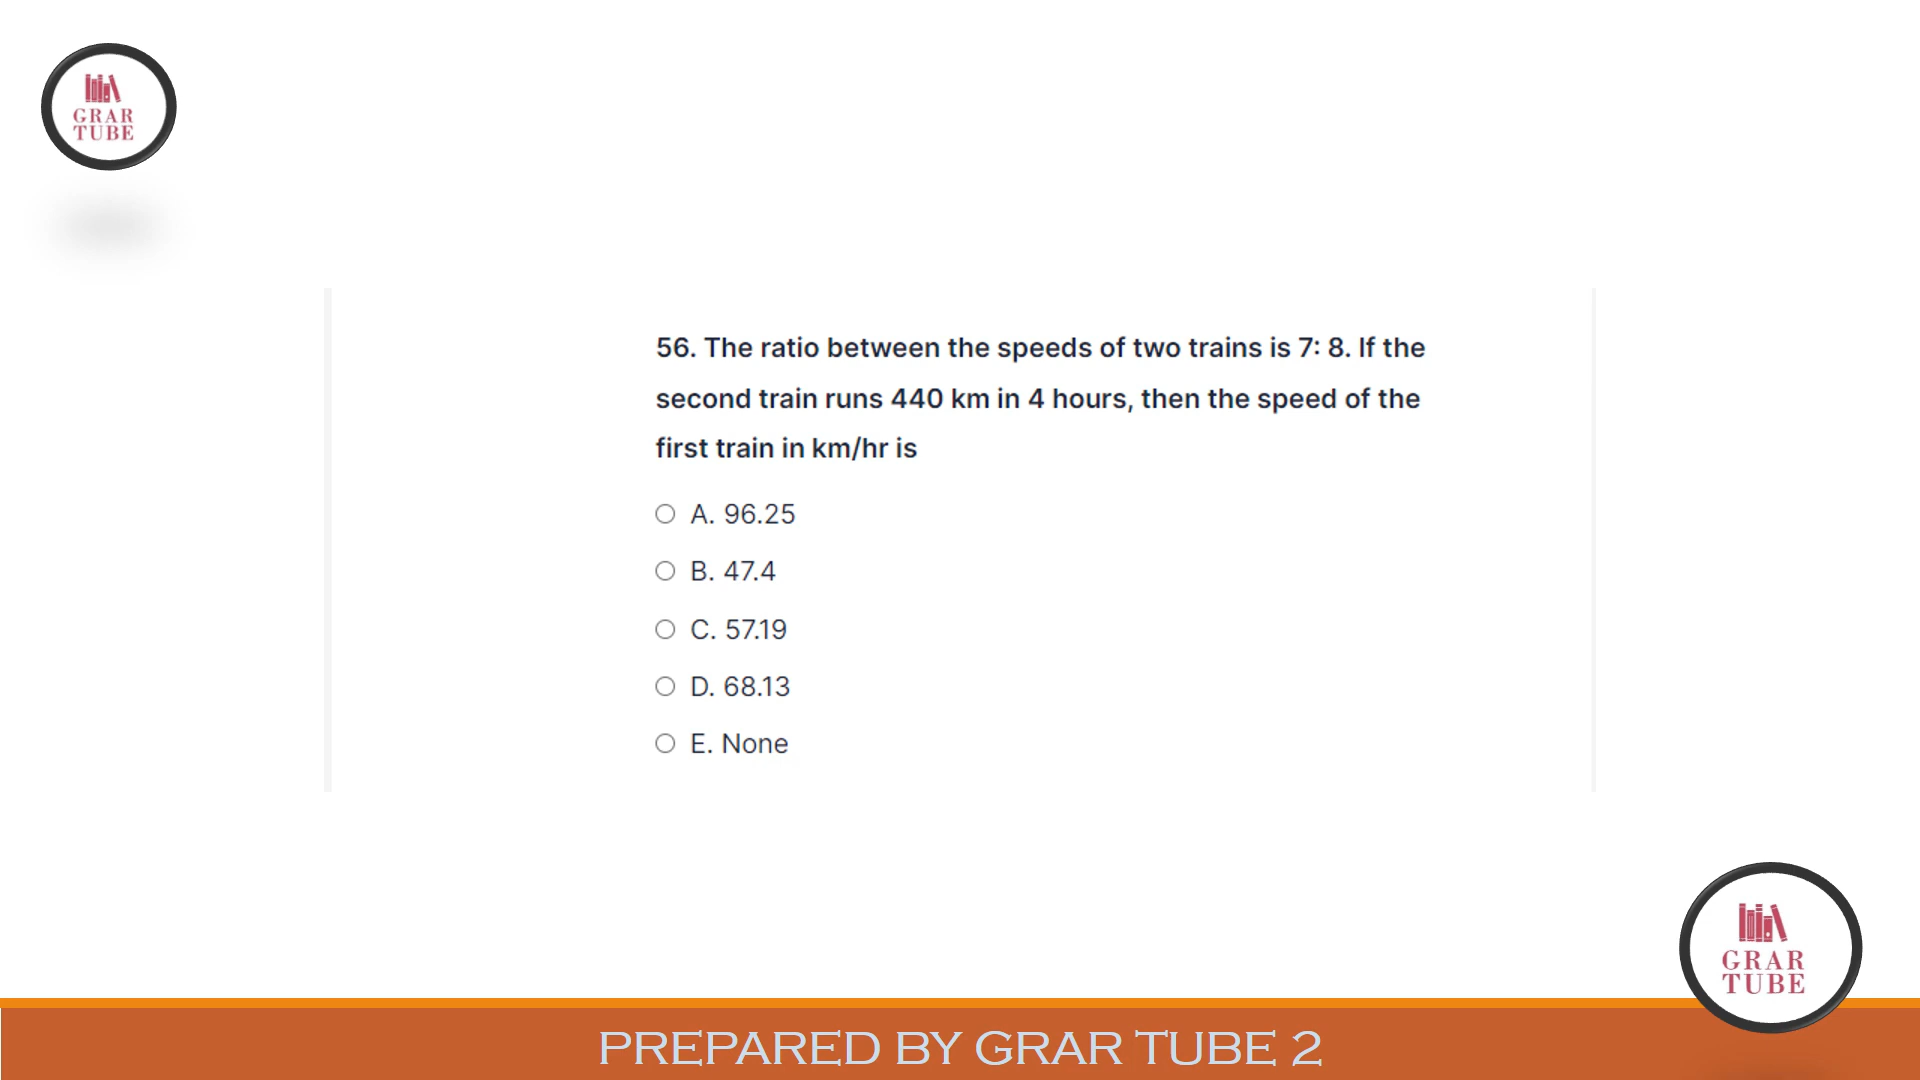 GRAR
TUBE
56. The ratio between the speeds of two trains is 7: 8. If the
second train runs 440 km in 4 hours, then the speed of the
first train in km/hr is
A. 96.25
B. 47.4
C. 57.19
D. 68.13
E. None
GRAR
TUBE
PREPARED BY GRAR TUBE 2